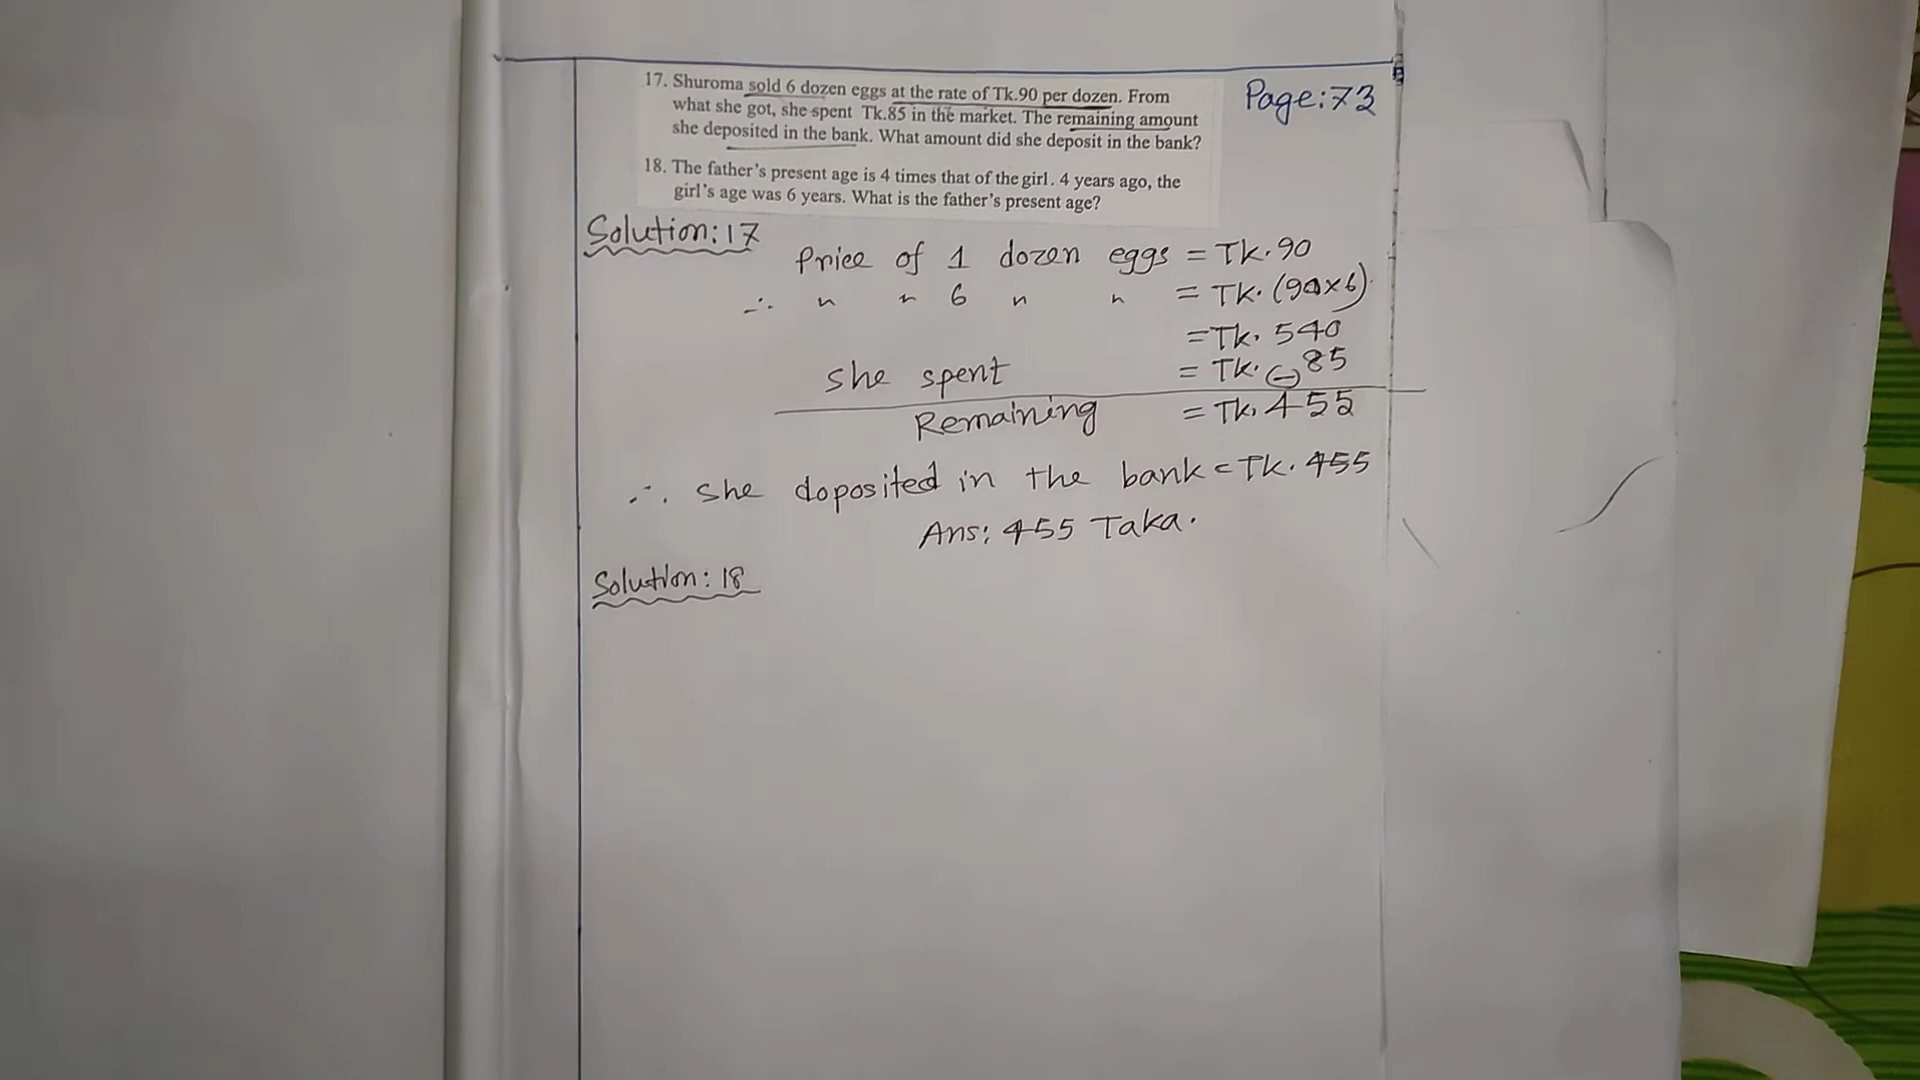 17. Shuroma sold 6 dozen eggs at the rate of Tk.90 per dozen. From
what she got, she spent Tk.85 in the market. The remaining amount
she deposited in the bank. What amount did she deposit in the bank?
18. The father's present age is 4 times that of the girl. 4 years ago, the
girl's age was 6 years. What is the father's present age?
Page:73
Solution:17
Price of 1 dozen eggs = Tk.90
∴ " " 6 " " = Tk. (90x6)
=Tk. 540
she spent = Tk. (-) 85
Remaining = Tk. 455
∴ she doposited in the bank = Tk. 455
Ans: 455 Taka.
Solution: 18